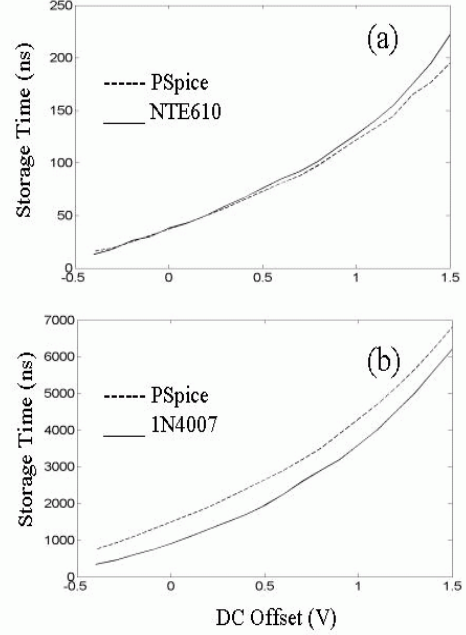 250
200
150
100
50
0
Storage Time (ns)
(a)
PSpice
NTE610
-0.5
0
0.5
1
1.5
7000
6000
5000
4000
3000
2000
1000
0
Storage Time (ns)
(b)
PSpice
1N4007
-0.5
0
0.5
1
1.5
DC Offset (V)